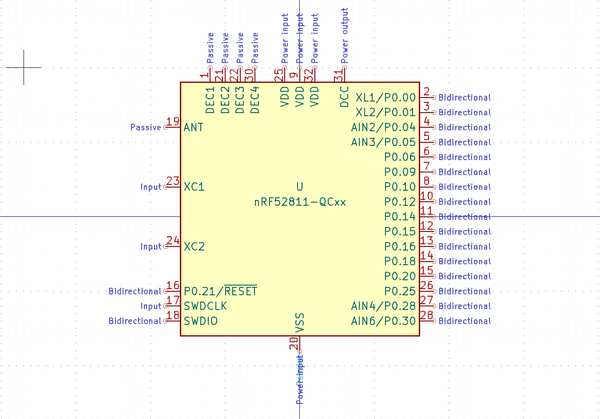 Passive
Passive
Passive
Passive
Power input
Power input
Power input
Power output
1
21
22
30
25
9
32
31
DEC1
DEC2
DEC3
DEC4
VDD
VDD
VDD
DCC
XL1/P0.00 2 Bidirectional
XL2/P0.01 3 Bidirectional
Passive 19 ANT AIN2/P0.04 4 Bidirectional
AIN3/P0.05 5 Bidirectional
P0.06 6 Bidirectional
P0.09 7 Bidirectional
Input 23 XC1 U P0.10 8 Bidirectional
nRF52811-QCxx P0.12 10 Bidirectional
P0.14 11 Bidirectional
P0.15 12 Bidirectional
Input 24 XC2 P0.16 13 Bidirectional
P0.18 14 Bidirectional
P0.20 15 Bidirectional
Bidirectional 16 P0.21/RESET P0.25 26 Bidirectional
Input 17 SWDCLK AIN4/P0.28 27 Bidirectional
Bidirectional 18 SWDIO AIN6/P0.30 28 Bidirectional
VSS
20
Power input